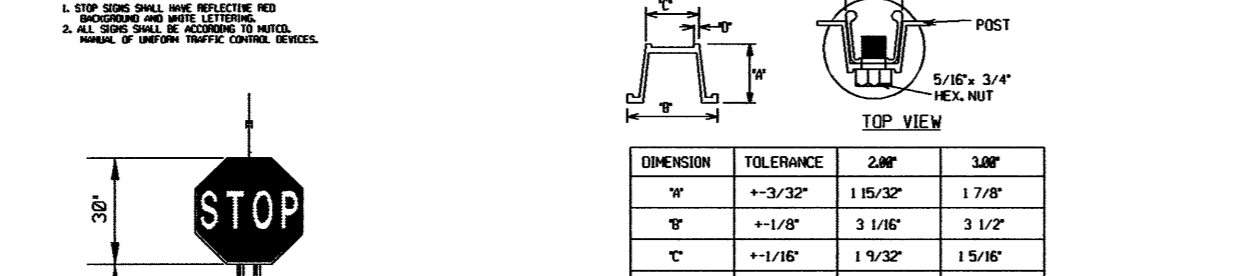 1. STOP SIGNS SHALL HAVE REFLECTIVE RED
BACKGROUND AND WHITE LETTERING.
2. ALL SIGNS SHALL BE ACCORDING TO MUTCD.
MANUAL OF UNIFORM TRAFFIC CONTROL DEVICES.
30"
STOP
"C"
"D"
"A"
"B"
POST
5/16"x 3/4"
HEX. NUT
TOP VIEW
DIMENSION TOLERANCE 2.00" 3.00"
"A" +-3/32" 1 15/32" 1 7/8"
"B" +-1/8" 3 1/16" 3 1/2"
"C" +-1/16" 1 9/32" 1 5/16"